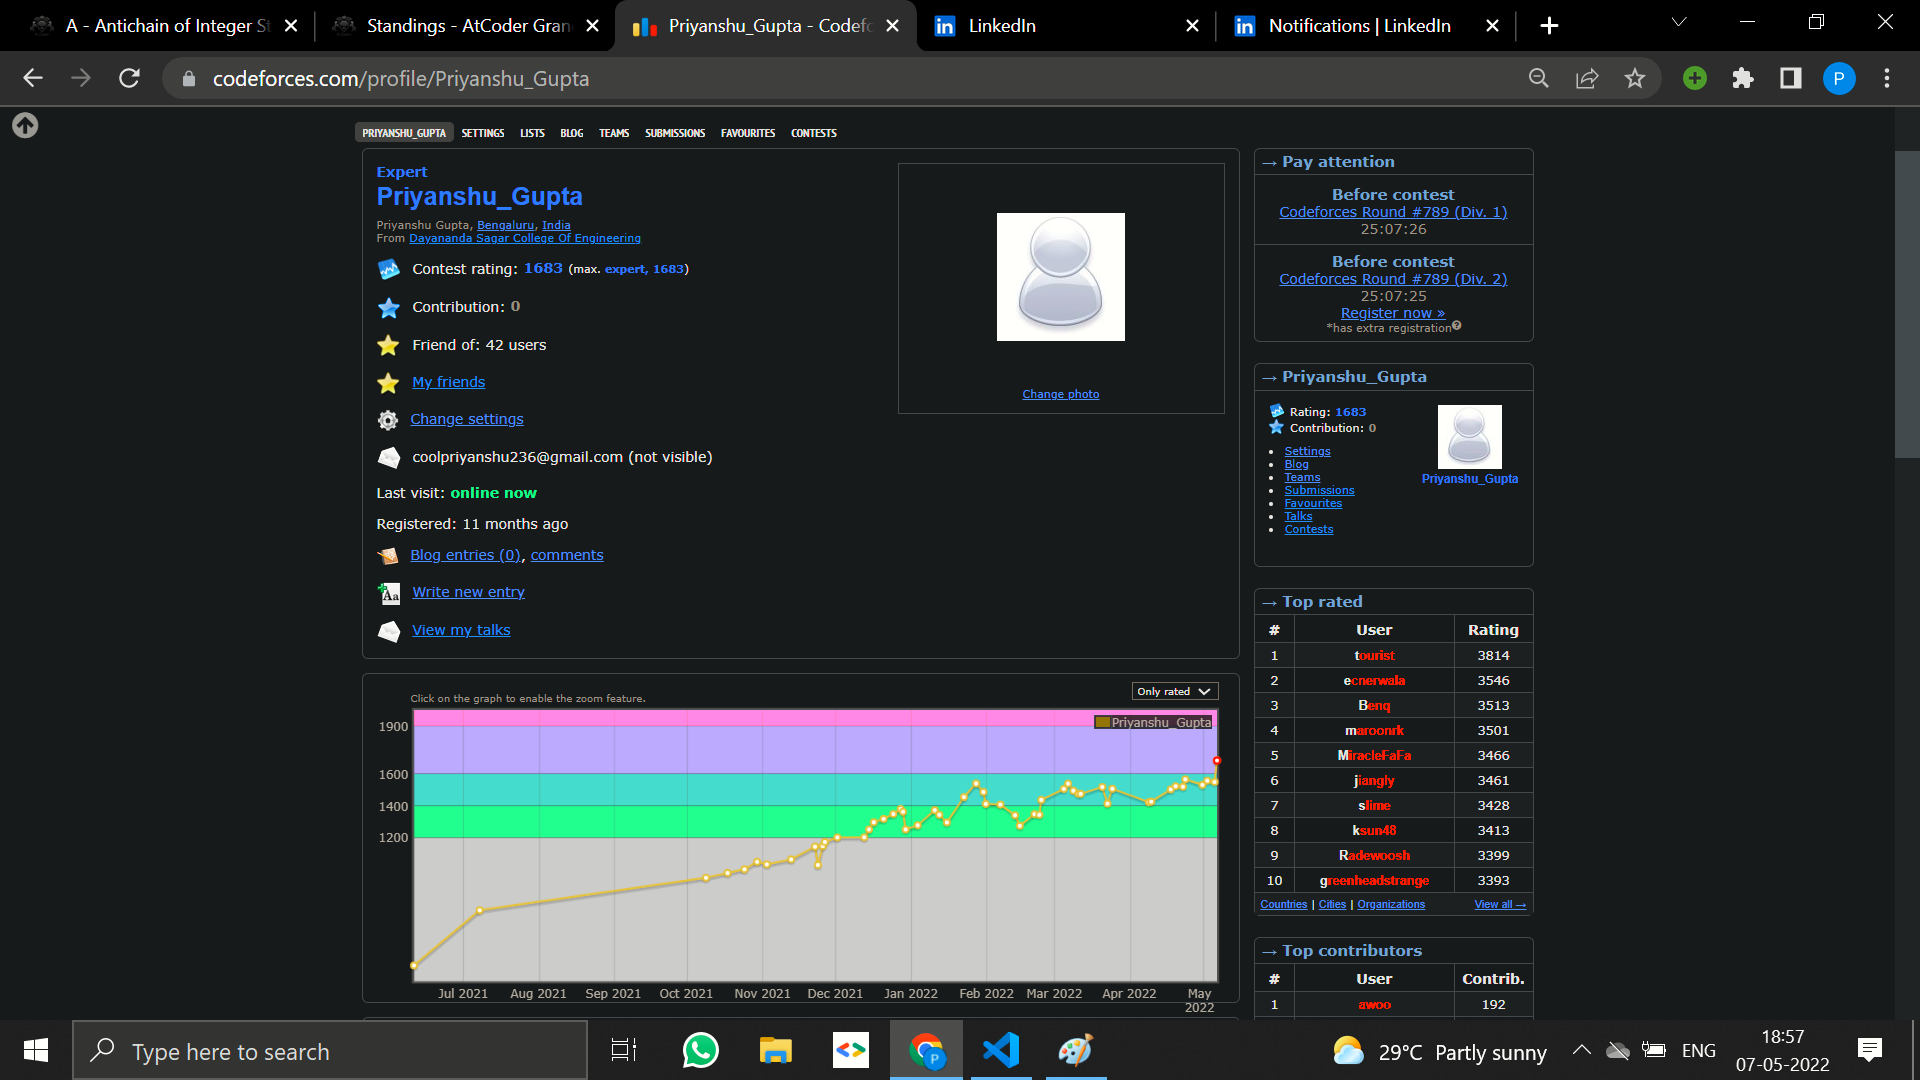 A - Antichain of Integer St
Standings - AtCoder Gran
Priyanshu_Gupta - Codefo
LinkedIn
Notifications | LinkedIn
codeforces.com/profile/Priyanshu_Gupta
P
PRIYANSHU_GUPTA SETTINGS LISTS BLOG TEAMS SUBMISSIONS FAVOURITES CONTESTS
Expert
Priyanshu_Gupta
Priyanshu Gupta, Bengaluru, India
From Dayananda Sagar College Of Engineering
Contest rating: 1683 (max. expert, 1683)
Contribution: 0
Friend of: 42 users
My friends
Change settings
coolpriyanshu236@gmail.com (not visible)
Last visit: online now
Registered: 11 months ago
Blog entries (0), comments
Write new entry
View my talks
Change photo
Click on the graph to enable the zoom feature.
Only rated
Priyanshu_Gupta
1900
1600
1400
1200
Jul 2021 Aug 2021 Sep 2021 Oct 2021 Nov 2021 Dec 2021 Jan 2022 Feb 2022 Mar 2022 Apr 2022 May 2022
→ Pay attention
Before contest
Codeforces Round #789 (Div. 1)
25:07:26
Before contest
Codeforces Round #789 (Div. 2)
25:07:25
Register now »
*has extra registration
→ Priyanshu_Gupta
Rating: 1683
Contribution: 0
Settings
Blog
Teams
Submissions
Favourites
Talks
Contests
Priyanshu_Gupta
→ Top rated
# User Rating
1 tourist 3814
2 ecnerwala 3546
3 Benq 3513
4 maroonrk 3501
5 MiracleFaFa 3466
6 jiangly 3461
7 slime 3428
8 ksun48 3413
9 Radewoosh 3399
10 greenheadstrange 3393
Countries | Cities | Organizations View all →
→ Top contributors
# User Contrib.
1 awoo 192
Type here to search
P
29°C Partly sunny
ENG
18:57
07-05-2022